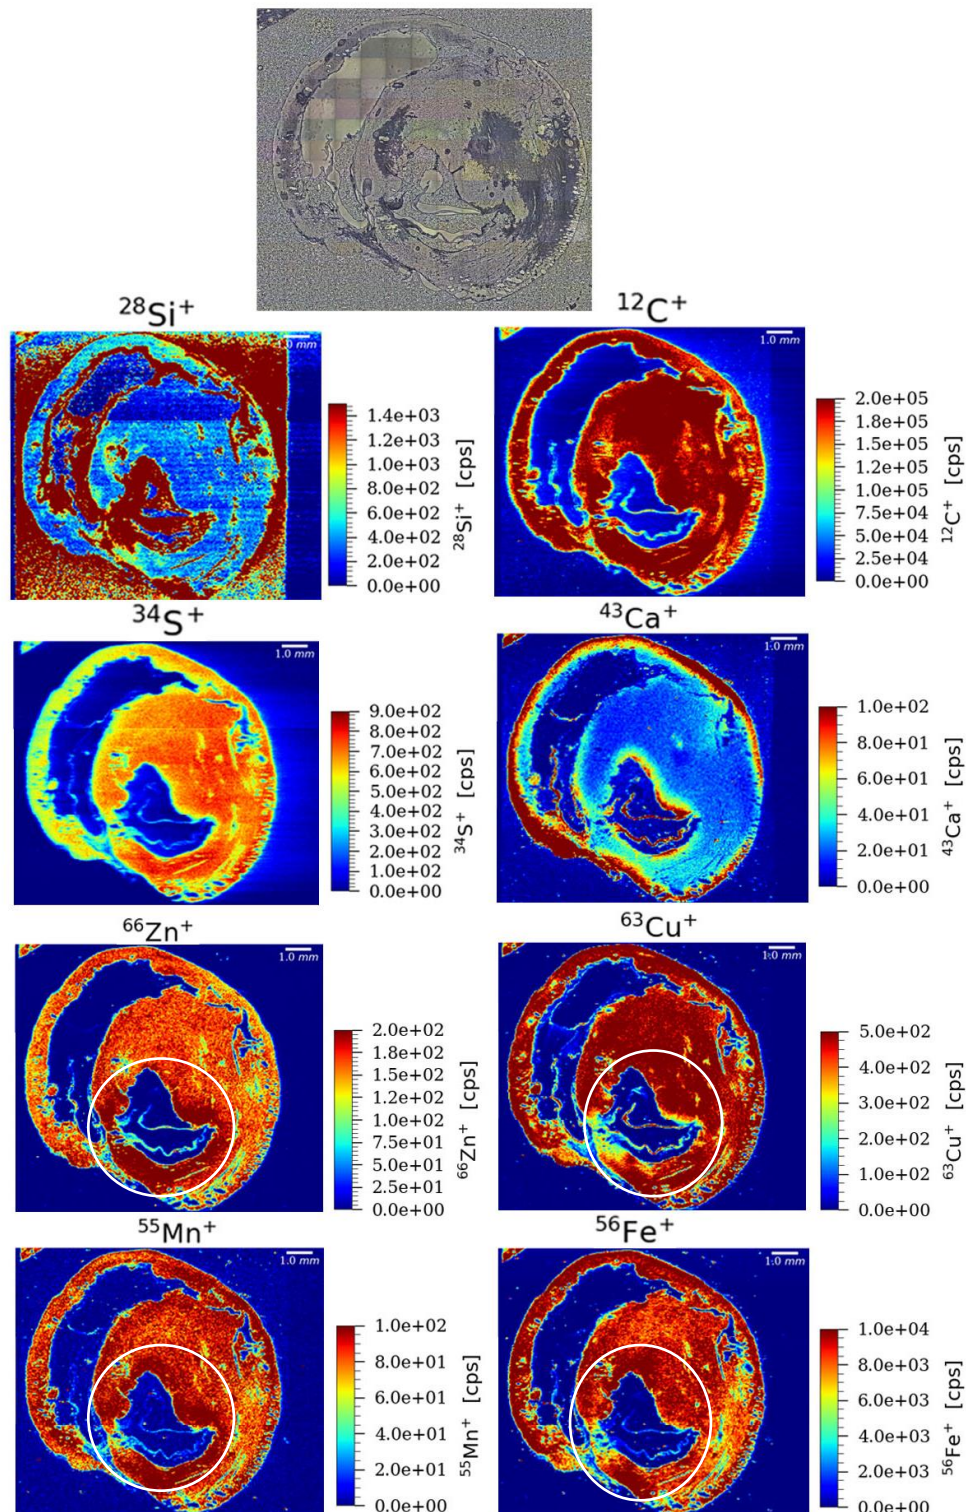 ²⁸Si⁺
¹²C⁺
1.0 mm
1.4e+03
1.2e+03
1.0e+03
8.0e+02
6.0e+02
4.0e+02
2.0e+02
0.0e+00
²⁸Si⁺ [cps]
1.0 mm
2.0e+05
1.8e+05
1.5e+05
1.2e+05
1.0e+05
7.5e+04
5.0e+04
2.5e+04
0.0e+00
¹²C⁺ [cps]
³⁴S⁺
⁴³Ca⁺
1.0 mm
9.0e+02
8.0e+02
7.0e+02
6.0e+02
5.0e+02
4.0e+02
3.0e+02
2.0e+02
1.0e+02
0.0e+00
³⁴S⁺ [cps]
1.0 mm
1.0e+02
8.0e+01
6.0e+01
4.0e+01
2.0e+01
0.0e+00
⁴³Ca⁺ [cps]
⁶⁶Zn⁺
⁶³Cu⁺
1.0 mm
2.0e+02
1.8e+02
1.5e+02
1.2e+02
1.0e+02
7.5e+01
5.0e+01
2.5e+01
0.0e+00
⁶⁶Zn⁺ [cps]
1.0 mm
5.0e+02
4.0e+02
3.0e+02
2.0e+02
1.0e+02
0.0e+00
⁶³Cu⁺ [cps]
⁵⁵Mn⁺
⁵⁶Fe⁺
1.0 mm
1.0e+02
8.0e+01
6.0e+01
4.0e+01
2.0e+01
0.0e+00
⁵⁵Mn⁺ [cps]
1.0 mm
1.0e+04
8.0e+03
6.0e+03
4.0e+03
2.0e+03
0.0e+00
⁵⁶Fe⁺ [cps]